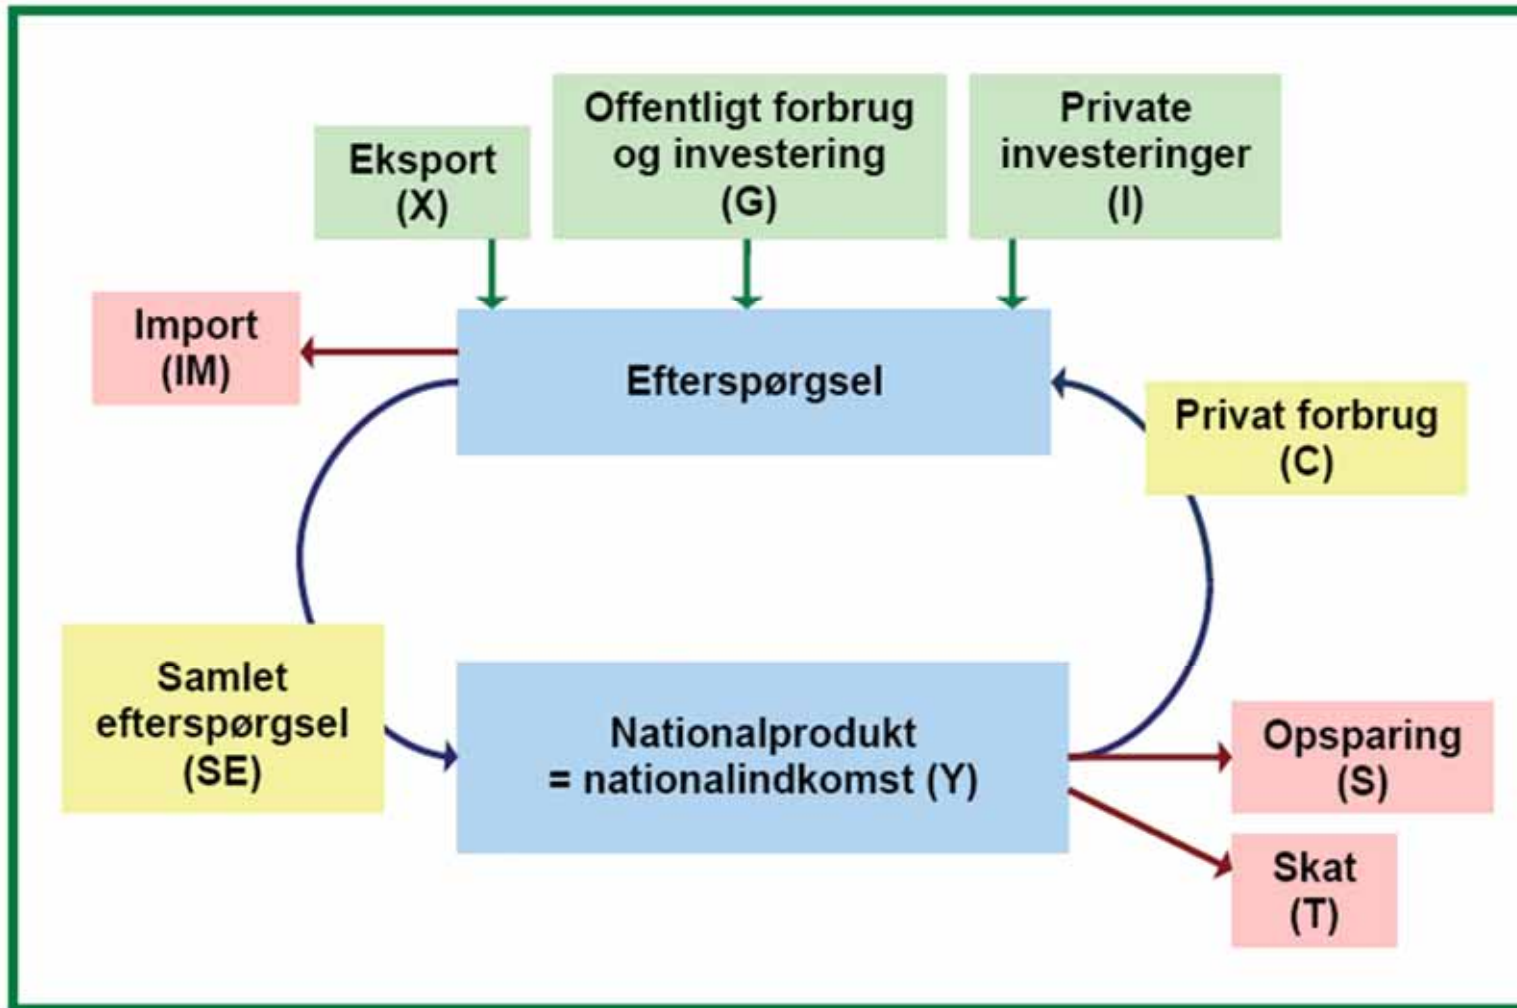 Eksport
(X)
Offentligt forbrug
og investering
(G)
Private
investeringer
(I)
Import
(IM)
Efterspørgsel
Privat forbrug
(C)
Samlet
efterspørgsel
(SE)
Nationalprodukt
= nationalindkomst (Y)
Opsparing
(S)
Skat
(T)